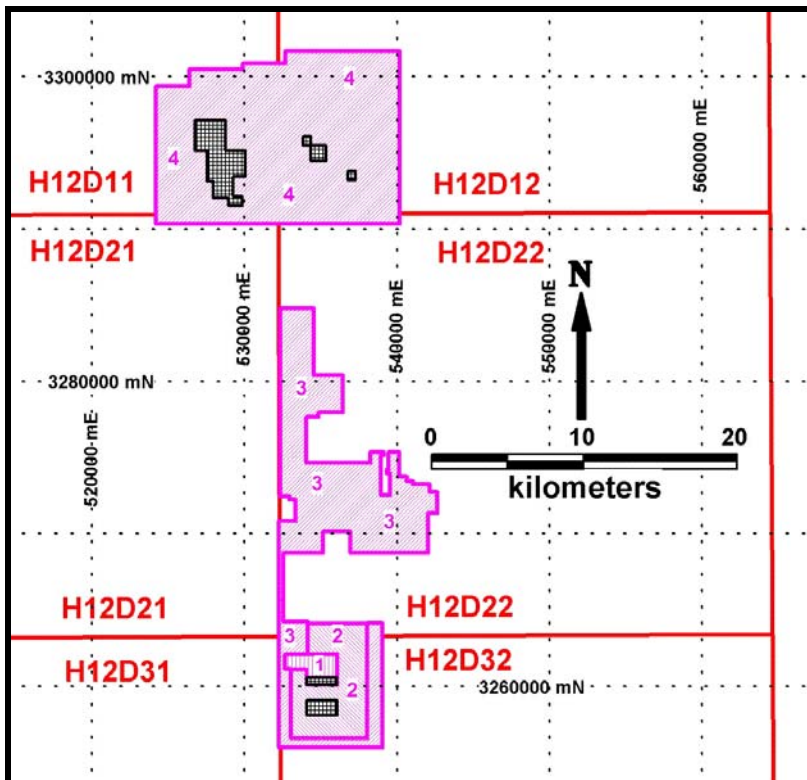 4
3300000 mN
4
560000 mE
H12D11
4
H12D12
H12D21
H12D22
530000 mE
540000 mE
550000 mE
N
3280000 mN
3
520000 mE
0 10 20
kilometers
3
3
H12D21
H12D22
3 2
H12D31
1
H12D32
2
3260000 mN